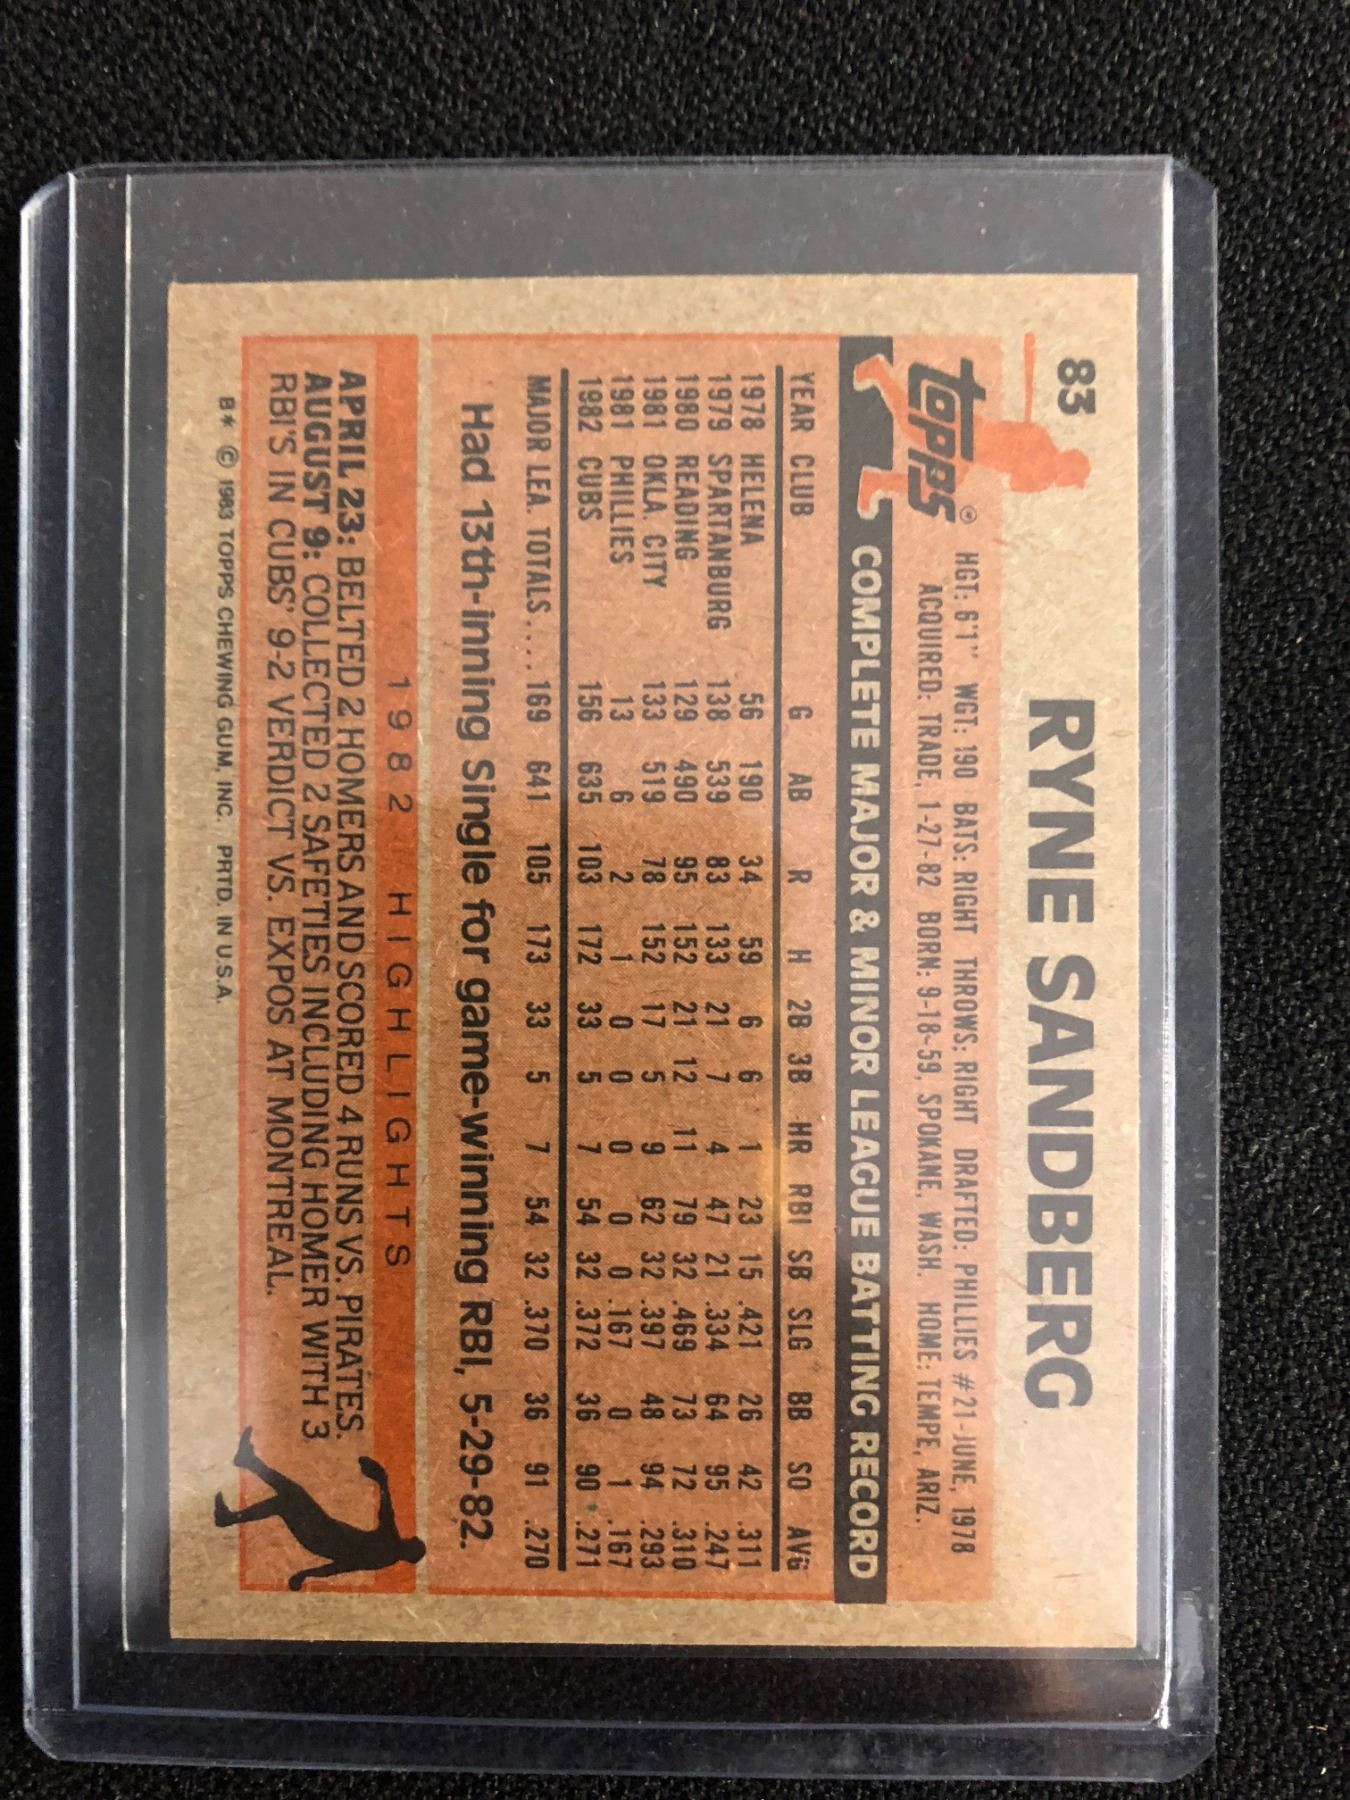 83
RYNE SANDBERG
TOPPS®
HGT: 6'1" WGT: 190 BATS: RIGHT THROWS: RIGHT DRAFTED: PHILLIES #21-JUNE, 1978
ACQUIRED: TRADE, 1-27-82 BORN: 9-18-59, SPOKANE, WASH. HOME: TEMPE, ARIZ.
COMPLETE MAJOR & MINOR LEAGUE BATTING RECORD
YEAR CLUB G AB R H 2B 3B HR RBI SB SLG BB SO AVG
1978 HELENA 56 190 34 59 6 6 1 23 15 .421 26 42 .311
1979 SPARTANBURG 138 539 83 133 21 7 4 47 21 .334 64 95 .247
1980 READING 129 490 95 152 21 12 11 79 32 .469 73 72 .310
1981 OKLA. CITY 133 519 78 152 17 5 9 62 32 .397 48 94 .293
1981 PHILLIES 13 6 2 1 0 0 0 0 0 .167 0 1 .167
1982 CUBS 156 635 103 172 33 5 7 54 32 .372 36 90 .271
MAJOR LEA. TOTALS.... 169 641 105 173 33 5 7 54 32 .370 36 91 .270
Had 13th-inning Single for game-winning RBI, 5-29-82.
1982 HIGHLIGHTS
APRIL 23: BELTED 2 HOMERS AND SCORED 4 RUNS VS. PIRATES.
AUGUST 9: COLLECTED 2 SAFETIES INCLUDING HOMER WITH 3
RBI'S IN CUBS' 9-2 VERDICT VS. EXPOS AT MONTREAL.
B* © 1983 TOPPS CHEWING GUM, INC., PRTD. IN U.S.A.